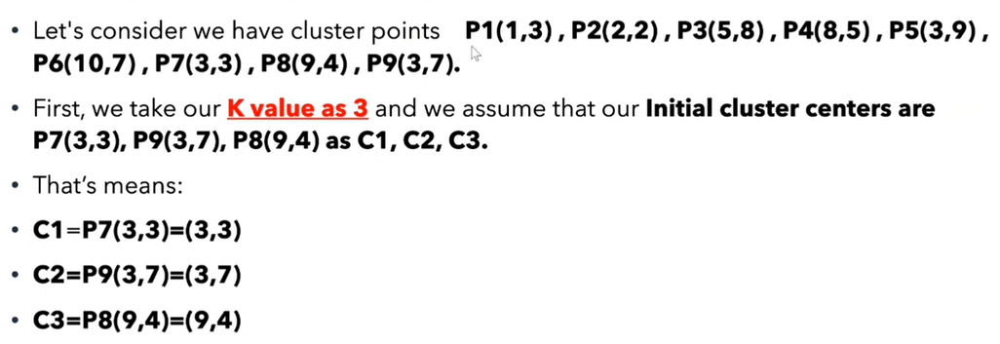 • Let's consider we have cluster points P1(1,3) , P2(2,2) , P3(5,8) , P4(8,5) , P5(3,9) ,
P6(10,7) , P7(3,3) , P8(9,4) , P9(3,7).
• First, we take our K value as 3 and we assume that our Initial cluster centers are
P7(3,3), P9(3,7), P8(9,4) as C1, C2, C3.
• That’s means:
• C1=P7(3,3)=(3,3)
• C2=P9(3,7)=(3,7)
• C3=P8(9,4)=(9,4)